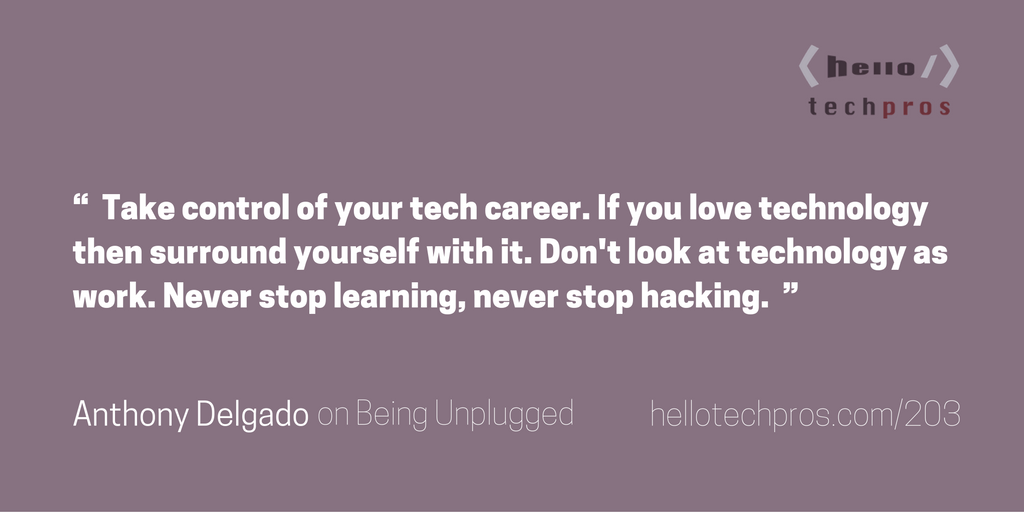 hello
techpros
“ Take control of your tech career. If you love technology
then surround yourself with it. Don't look at technology as
work. Never stop learning, never stop hacking. ”
Anthony Delgado on Being Unplugged hellotechpros.com/203